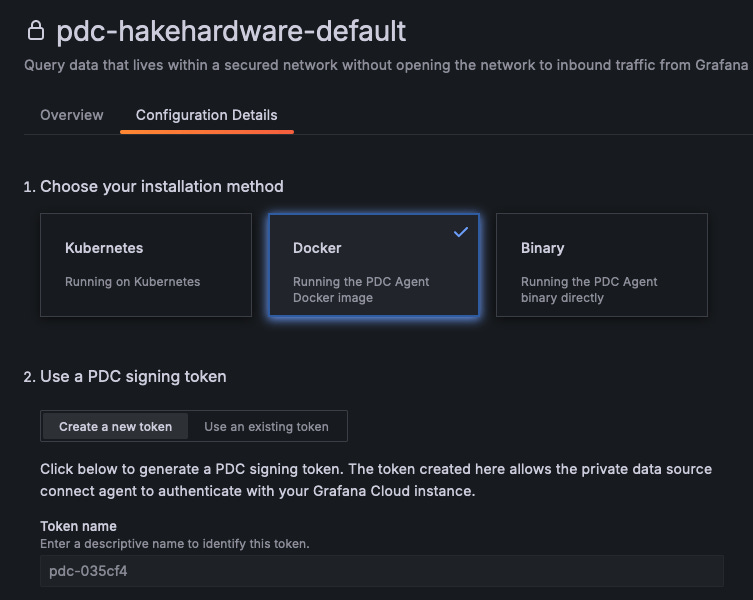 pdc-hakehardware-default
Query data that lives within a secured network without opening the network to inbound traffic from Grafana
Overview
Configuration Details
1. Choose your installation method
Kubernetes
Running on Kubernetes
Docker
Running the PDC Agent
Docker image
Binary
Running the PDC Agent
binary directly
2. Use a PDC signing token
Create a new token
Use an existing token
Click below to generate a PDC signing token. The token created here allows the private data source
connect agent to authenticate with your Grafana Cloud instance.
Token name
Enter a descriptive name to identify this token.
pdc-035cf4